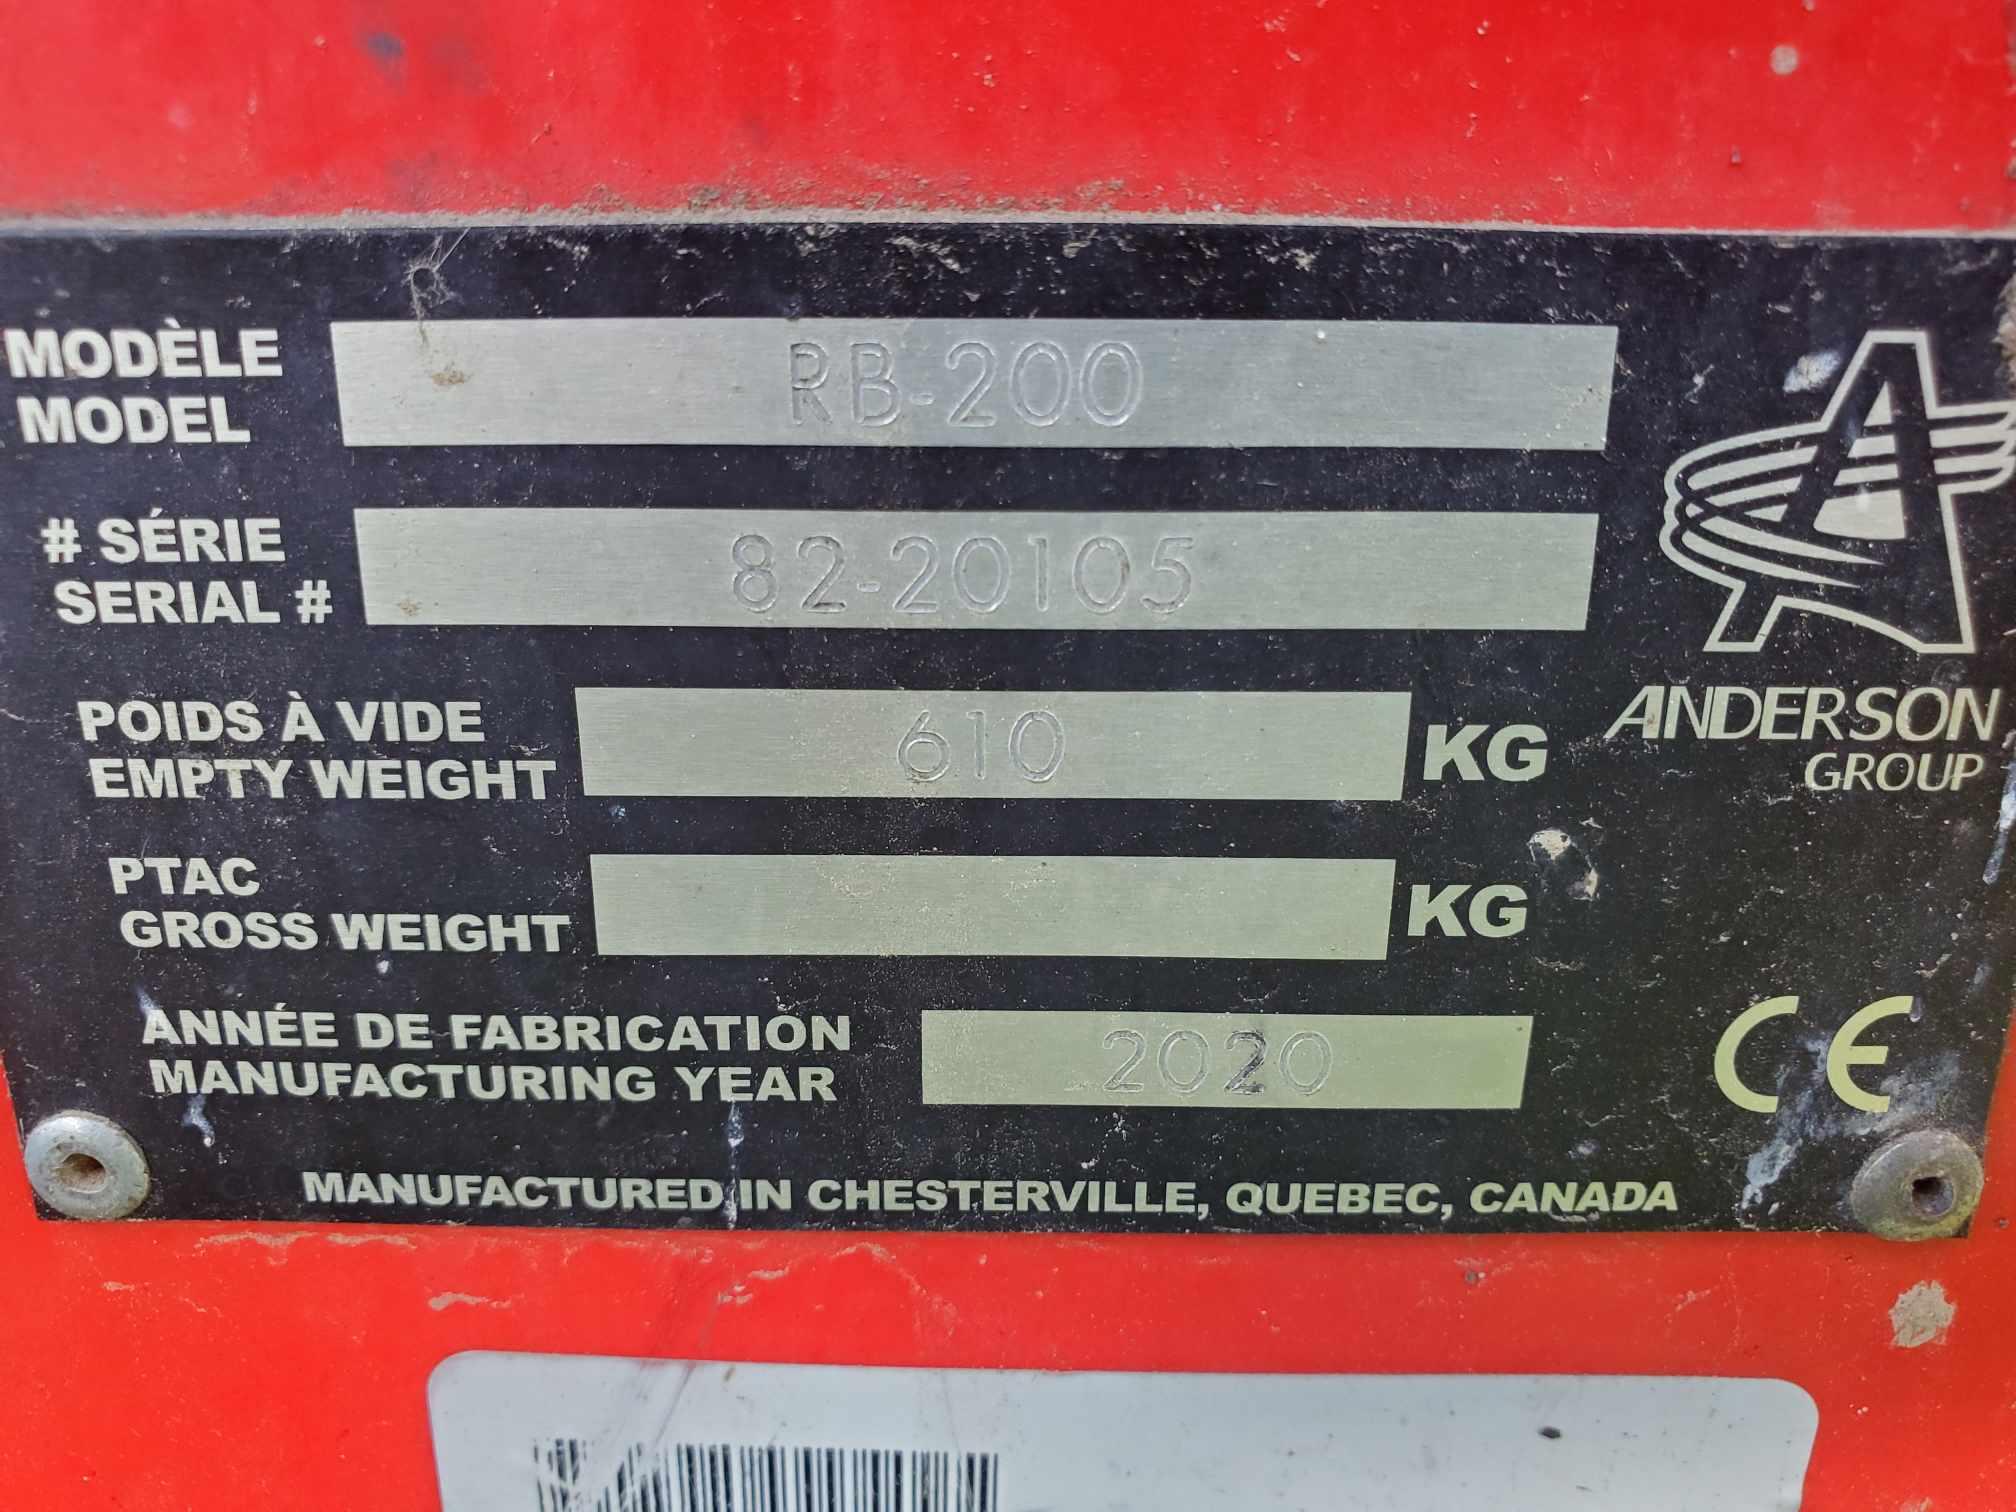 MODÈLE
MODEL
RB-200
# SÉRIE
SERIAL #
82-20105
POIDS À VIDE
EMPTY WEIGHT
610
KG
ANDERSON
GROUP
PTAC
GROSS WEIGHT
KG
ANNÉE DE FABRICATION
MANUFACTURING YEAR
2020
CE
MANUFACTURED IN CHESTERVILLE, QUEBEC, CANADA